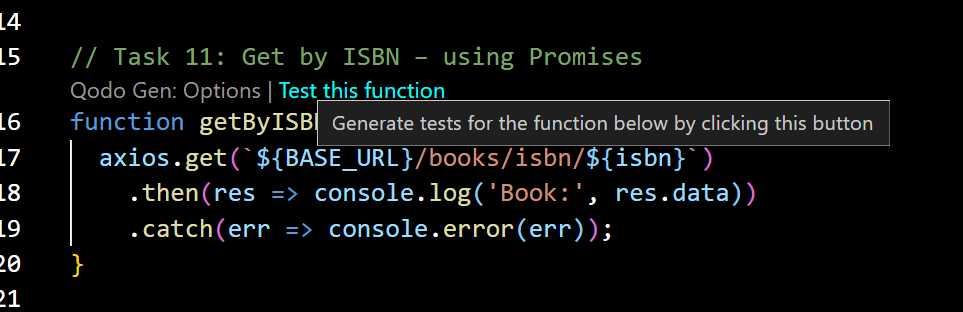 14
15 // Task 11: Get by ISBN – using Promises
Qodo Gen: Options | Test this function
16 function getByISB
Generate tests for the function below by clicking this button
17 axios.get(`${BASE_URL}/books/isbn/${isbn}`)
18 .then(res => console.log('Book:', res.data))
19 .catch(err => console.error(err));
20 }
21